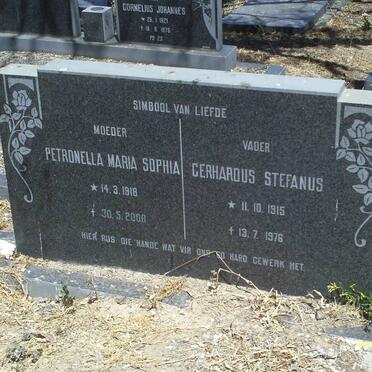 CORNELIUS JOHANNES
SIMBOOL VAN LIEFDE
MOEDER
PETRONELLA MARIA SOPHIA
* 14.3.1918
† 30.5.2000
VADER
GERHARDUS STEFANUS
* 11.10.1915
† 13.7.1976
HIER RUS DIE HANDE WAT VIR ONS SO HARD GEWERK HET